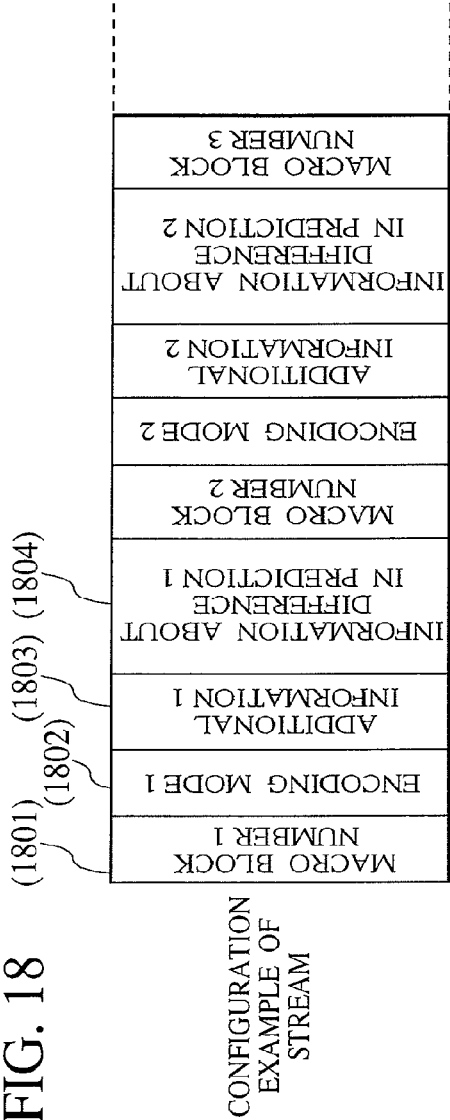 FIG. 18
(1801)
(1802)
(1803)
(1804)
CONFIGURATION
EXAMPLE OF
STREAM
MACRO BLOCK
NUMBER 1
ENCODING MODE 1
ADDITIONAL
INFORMATION 1
INFORMATION ABOUT
DIFFERENCE
IN PREDICTION 1
MACRO BLOCK
NUMBER 2
ENCODING MODE 2
ADDITIONAL
INFORMATION 2
INFORMATION ABOUT
DIFFERENCE
IN PREDICTION 2
MACRO BLOCK
NUMBER 3